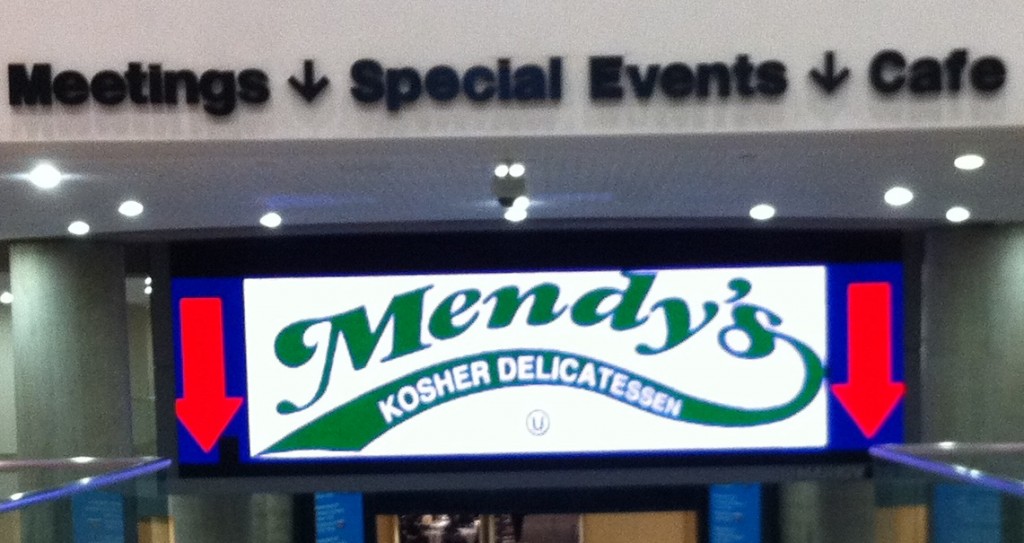 Meetings ↓ Special Events ↓ Cafe
Mendy's
KOSHER DELICATESSEN
U